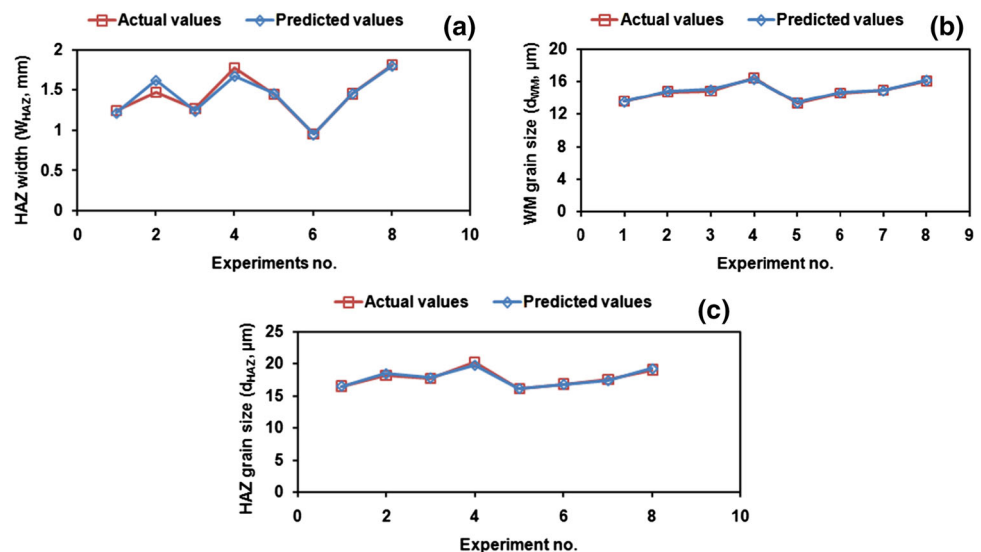 Actual values Predicted values (a)
2
1.5
1
0.5
0
0 2 4 6 8 10
HAZ width (W_HAZ, mm)
Experiments no.
Actual values Predicted values (b)
20
16
12
8
4
0
0 1 2 3 4 5 6 7 8 9
WM grain size (d_WM, µm)
Experiment no.
Actual values Predicted values (c)
25
20
15
10
5
0
0 2 4 6 8 10
HAZ grain size (d_HAZ, µm)
Experiment no.